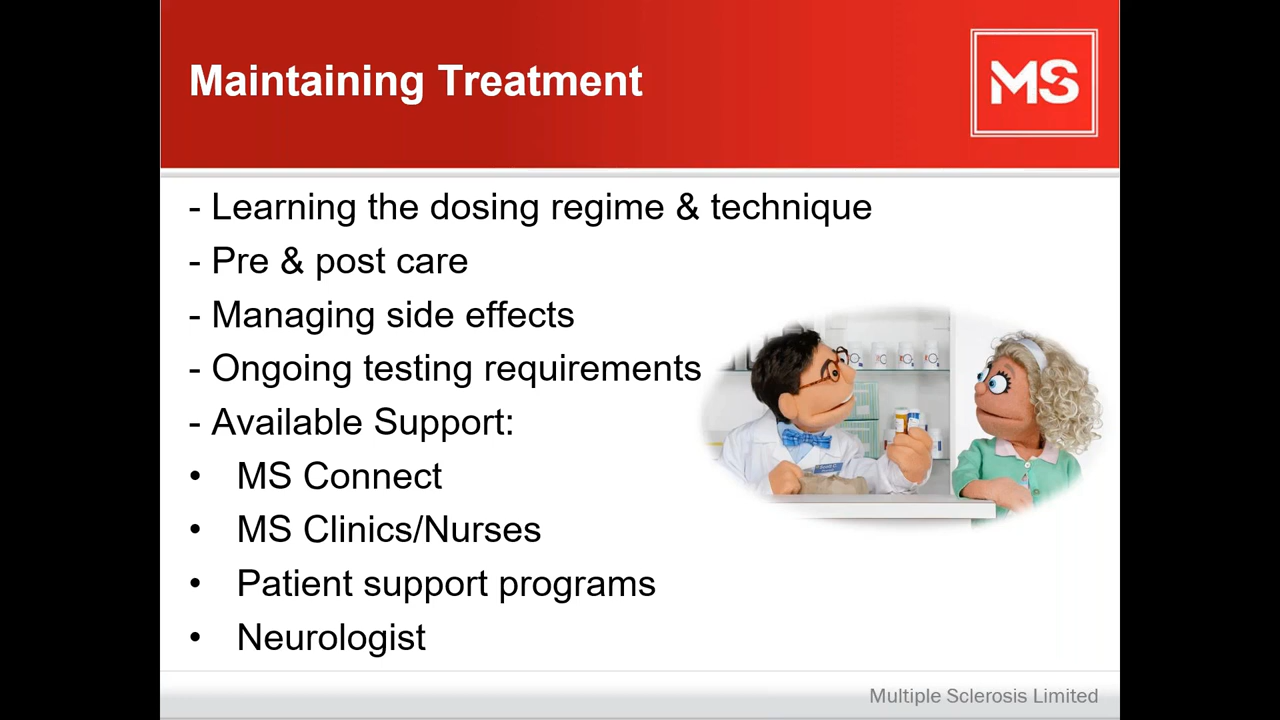 Maintaining Treatment
MS
- Learning the dosing regime & technique
- Pre & post care
- Managing side effects
- Ongoing testing requirements
- Available Support:
• MS Connect
• MS Clinics/Nurses
• Patient support programs
• Neurologist
Multiple Sclerosis Limited